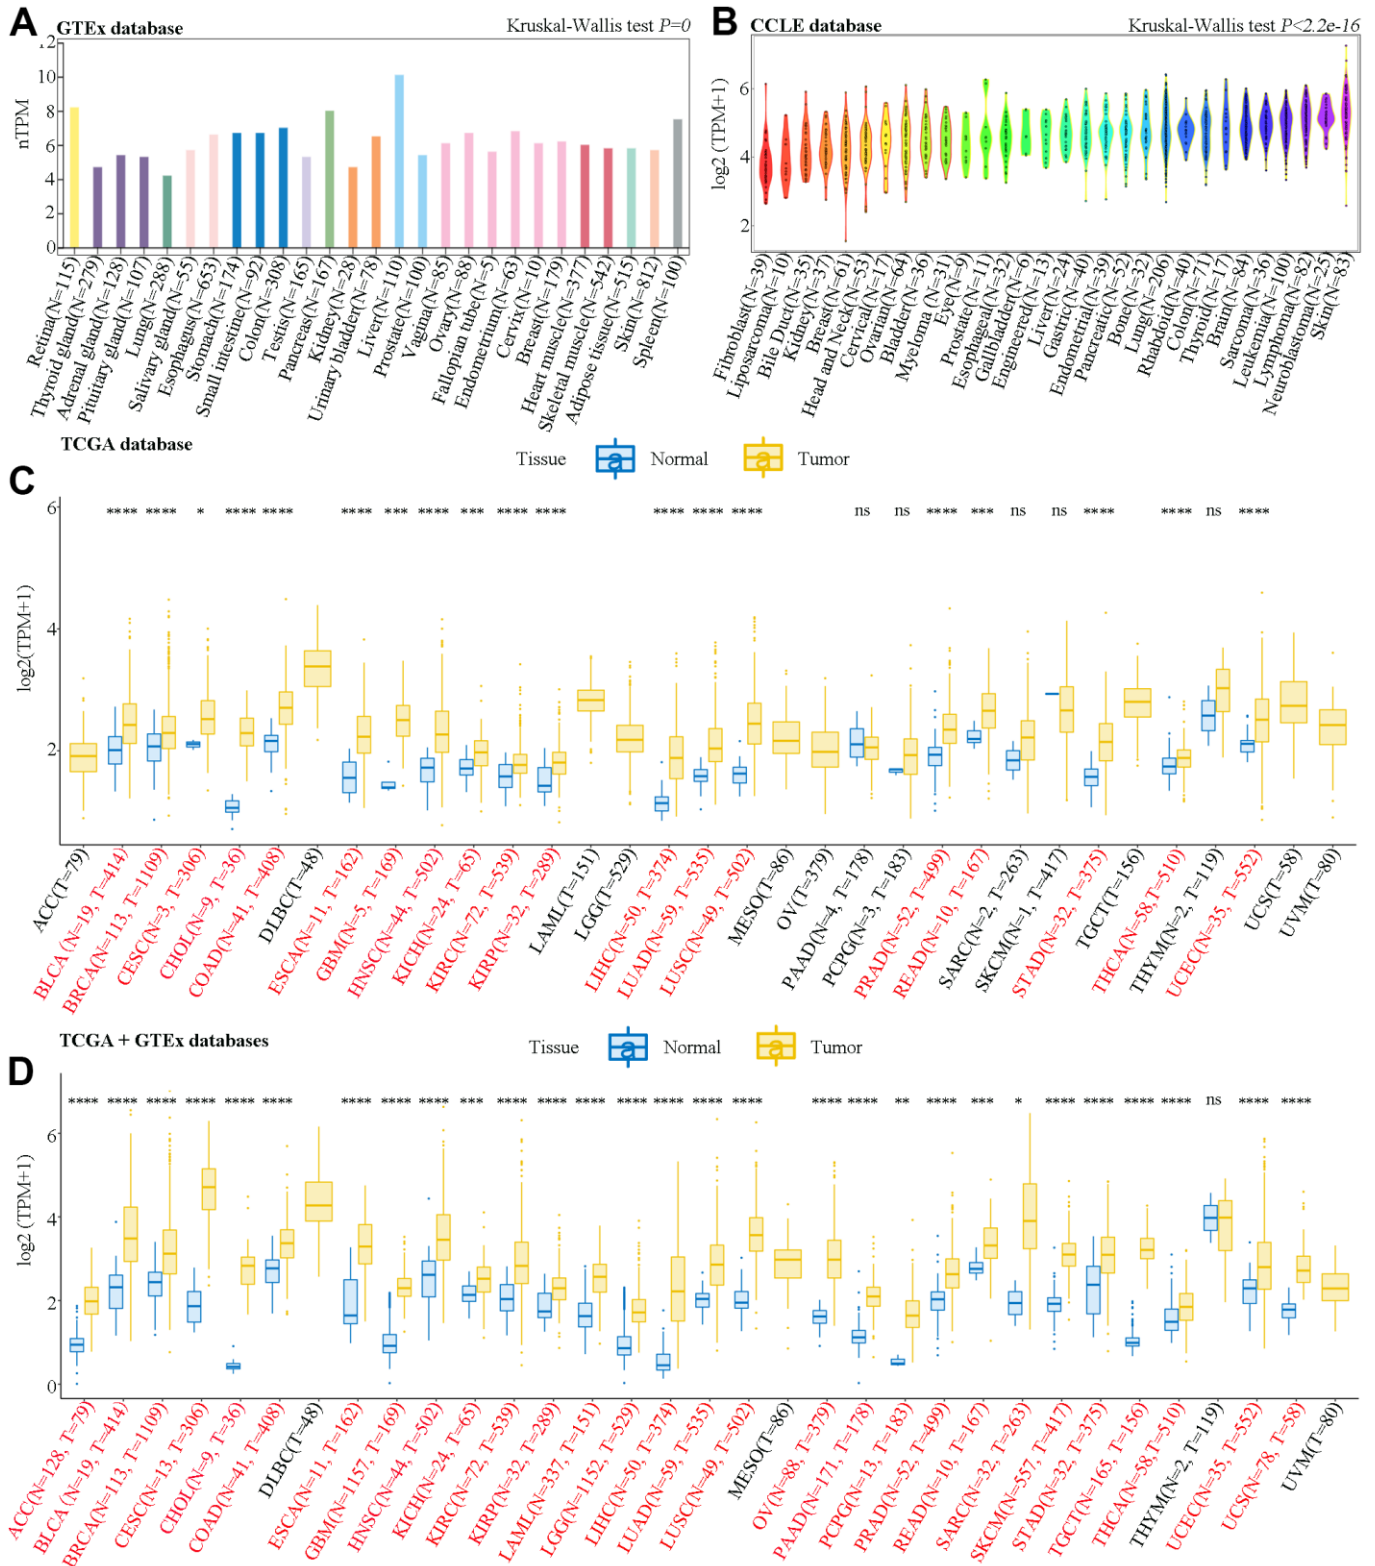 A
GTEx database
Kruskal-Wallis test P=0
nTPM
12
10
8
6
4
2
0
Retina(N=115)
Thyroid gland(N=279)
Adrenal gland(N=128)
Pituitary gland(N=107)
Lung(N=288)
Salivary gland(N=55)
Esophagus(N=653)
Stomach(N=174)
Small intestine(N=92)
Colon(N=308)
Testis(N=165)
Pancreas(N=167)
Kidney(N=28)
Urinary bladder(N=78)
Liver(N=110)
Prostate(N=100)
Vagina(N=85)
Ovary(N=88)
Fallopian tube(N=5)
Endometrium(N=63)
Cervix(N=10)
Breast(N=179)
Heart muscle(N=377)
Skeletal muscle(N=542)
Adipose tissue(N=515)
Skin(N=812)
Spleen(N=100)
B
CCLE database
Kruskal-Wallis test P<2.2e-16
log2 (TPM+1)
6
4
2
Fibroblast(N=39)
Liposarcoma(N=10)
Bile Duct(N=35)
Kidney(N=37)
Breast(N=61)
Head and Neck(N=53)
Cervical(N=17)
Ovarian(N=64)
Bladder(N=36)
Myeloma (N=31)
Eye(N=9)
Prostate(N=11)
Esophageal(N=32)
Gallbladder(N=6)
Engineered(N=13)
Liver(N=24)
Gastric(N=40)
Endometrial(N=39)
Pancreatic(N=52)
Bone(N=32)
Lung(N=206)
Rhabdoid(N=40)
Colon(N=71)
Thyroid(N=17)
Brain(N=84)
Sarcoma(N=36)
Leukemia(N=100)
Lymphoma(N=82)
Neuroblastoma(N=25)
Skin(N=83)
TCGA database
Tissue a Normal a Tumor
C
log2(TPM+1)
6
4
2
**** **** * **** **** **** *** **** *** **** **** **** **** **** ns ns **** *** ns ns **** **** ns ****
ACC(T=79)
BLCA (N=19, T=414)
BRCA(N=113, T=1109)
CESC(N=3, T=306)
CHOL(N=9, T=36)
COAD(N=41, T=408)
DLBC(T=48)
ESCA(N=11, T=162)
GBM(N=5, T=169)
HNSC(N=44, T=502)
KICH(N=24, T=65)
KIRC(N=72, T=539)
KIRP(N=32, T=289)
LAML(T=151)
LGG(T=529)
LIHC(N=50, T=374)
LUAD(N=59, T=535)
LUSC(N=49, T=502)
MESO(T=86)
OV(T=379)
PAAD(N=4, T=178)
PCPG(N=3, T=183)
PRAD(N=52, T=499)
READ(N=10, T=167)
SARC(N=2, T=263)
SKCM(N=1, T=417)
STAD(N=32, T=375)
TGCT(T=156)
THCA(N=58,T=510)
THYM(N=2, T=119)
UCEC(N=35, T=552)
UCS(T=58)
UVM(T=80)
TCGA + GTEx databases
Tissue a Normal a Tumor
D
log2 (TPM+1)
6
4
2
0
**** **** **** **** **** **** **** **** **** *** **** **** **** **** **** **** **** **** **** ** **** *** * **** **** **** **** ns **** ****
ACC(N=128, T=79)
BLCA (N=19, T=414)
BRCA(N=113, T=1109)
CESC(N=13, T=306)
CHOL(N=9, T=36)
COAD(N=41, T=408)
DLBC(T=48)
ESCA(N=11, T=162)
GBM(N=1157, T=169)
HNSC(N=44, T=502)
KICH(N=24, T=65)
KIRC(N=72, T=539)
KIRP(N=32, T=289)
LAML(N=337, T=151)
LGG(N=1152, T=529)
LIHC(N=50, T=374)
LUAD(N=59, T=535)
LUSC(N=49, T=502)
MESO(T=86)
OV(N=88, T=379)
PAAD(N=171, T=178)
PCPG(N=13, T=183)
PRAD(N=52, T=499)
READ(N=10, T=167)
SARC(N=32, T=263)
SKCM(N=557, T=417)
STAD(N=32, T=375)
TGCT(N=165, T=156)
THCA(N=58,T=510)
THYM(N=2, T=119)
UCEC(N=35, T=552)
UCS(N=78, T=58)
UVM(T=80)